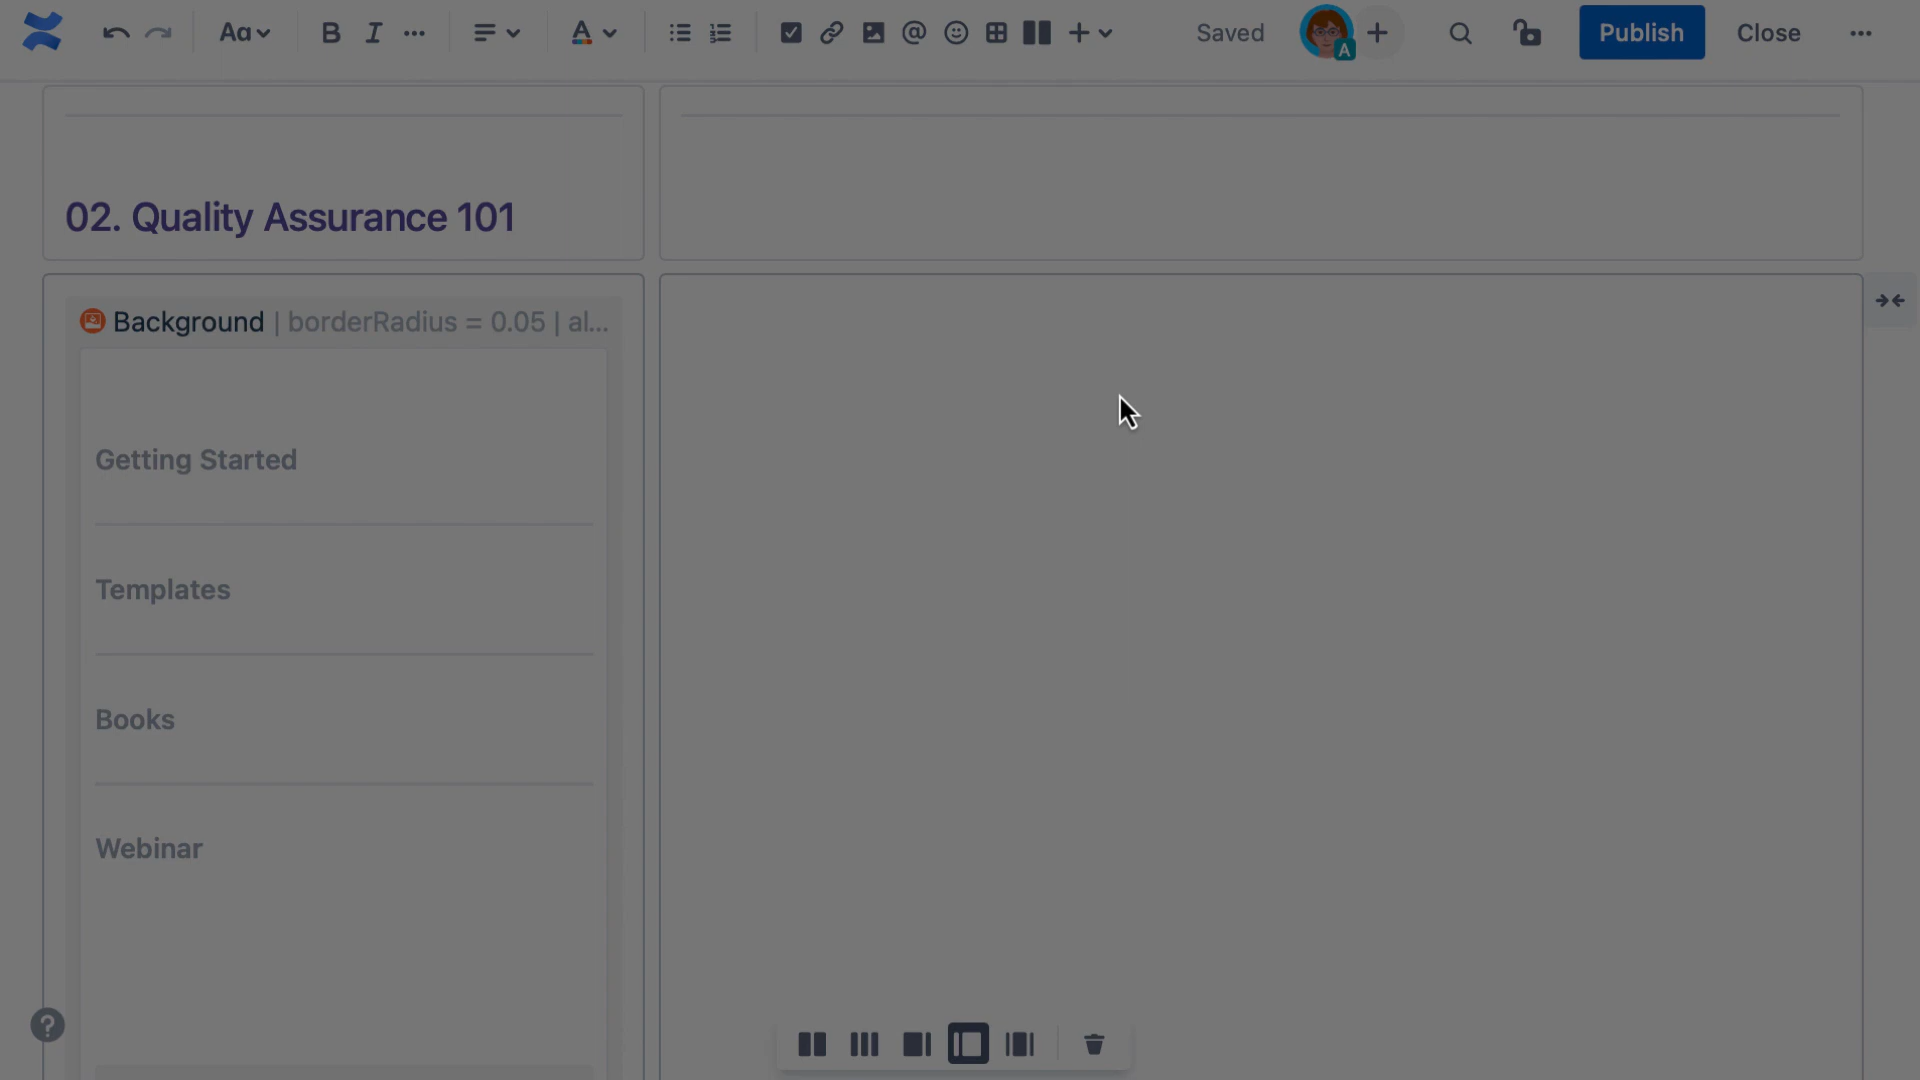 Aa B I A @ Saved A Publish Close
02. Quality Assurance 101
Background | borderRadius = 0.05 | al...
Getting Started
Templates
Books
Webinar
?